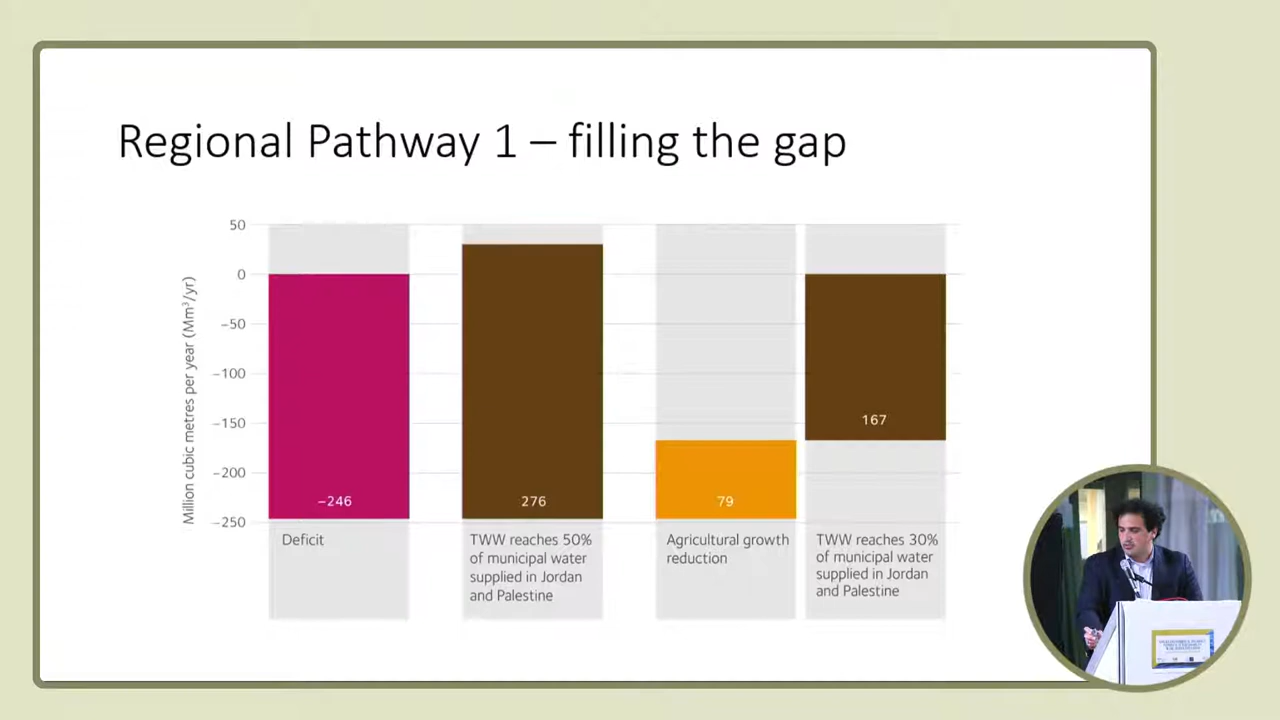 Regional Pathway 1 – filling the gap
Million cubic metres per year (Mm³/yr)
50
0
–50
–100
–150
–200
–250
–246
276
79
167
Deficit
TWW reaches 50%
of municipal water
supplied in Jordan
and Palestine
Agricultural growth
reduction
TWW reaches 30%
of municipal water
supplied in Jordan
and Palestine